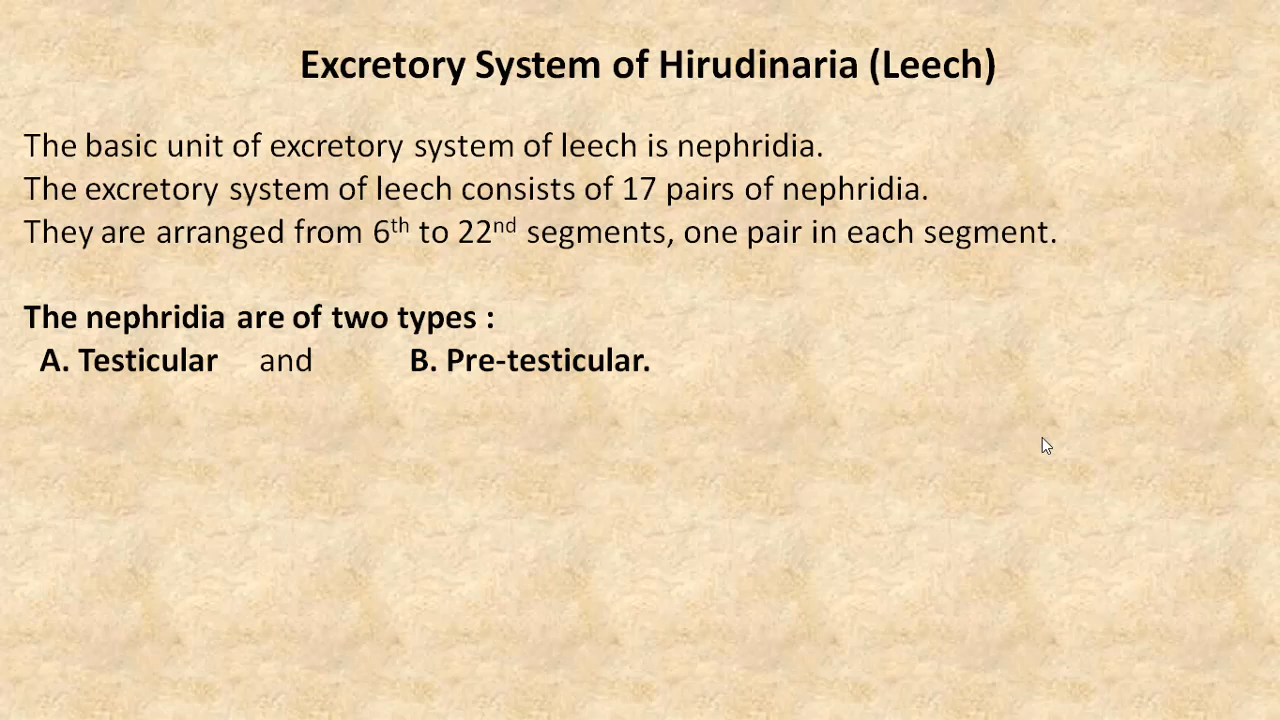 Excretory System of Hirudinaria (Leech)
The basic unit of excretory system of leech is nephridia.
The excretory system of leech consists of 17 pairs of nephridia.
They are arranged from 6th to 22nd segments, one pair in each segment.
The nephridia are of two types :
A. Testicular and B. Pre-testicular.